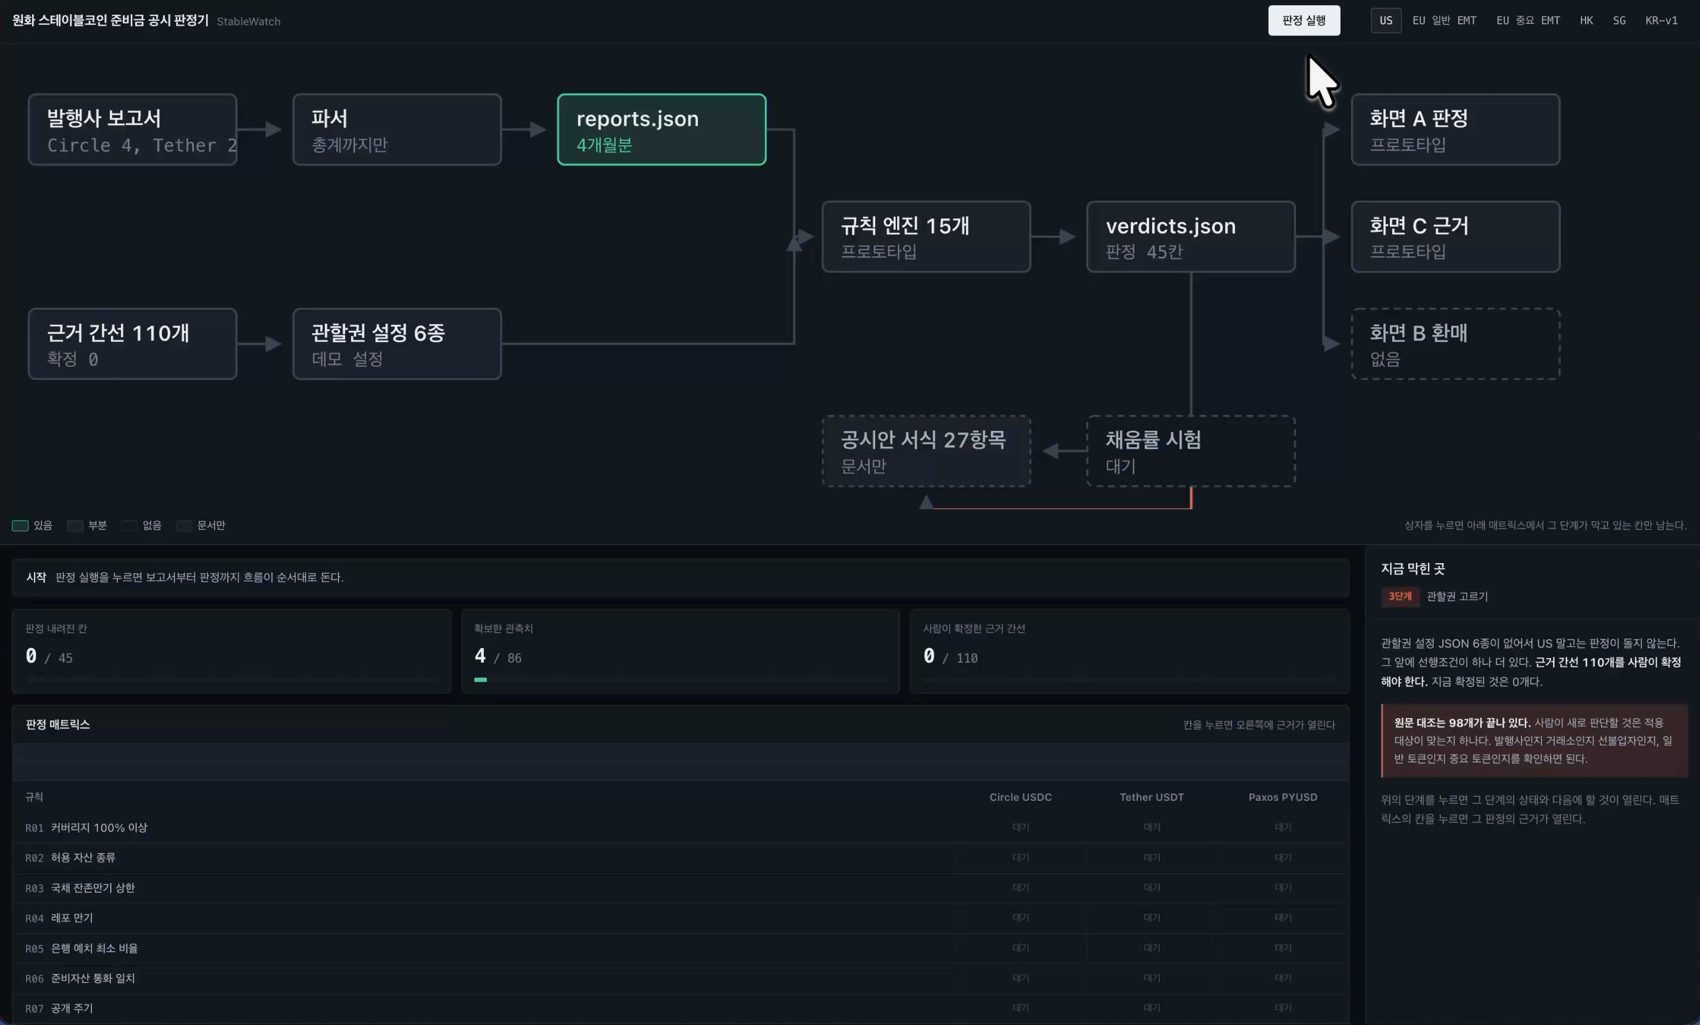 원화 스테이블코인 준비금 공시 판정기 StableWatch
판정 실행
US EU 일반 EMT EU 중요 EMT HK SG KR-v1
발행사 보고서
Circle 4, Tether 2
파서
총계까지만
reports.json
4개월분
화면 A 판정
프로토타입
규칙 엔진 15개
프로토타입
verdicts.json
판정 45칸
화면 C 근거
프로토타입
근거 간선 110개
확정 0
관할권 설정 6종
데모 설정
화면 B 환매
없음
공시안 서식 27항목
문서만
채움률 시험
대기
있음 부분 없음 문서만
상자를 누르면 아래 매트릭스에서 그 단계가 막고 있는 칸만 남는다.
시작 판정 실행을 누르면 보고서부터 판정까지 흐름이 순서대로 돈다.
판정 내려진 칸
0 / 45
확보한 관측치
4 / 86
사람이 확정한 근거 간선
0 / 110
판정 매트릭스
칸을 누르면 오른쪽에 근거가 열린다
규칙 Circle USDC Tether USDT Paxos PYUSD
R01 커버리지 100% 이상 대기 대기 대기
R02 허용 자산 종류 대기 대기 대기
R03 국채 잔존만기 상한 대기 대기 대기
R04 레포 만기 대기 대기 대기
R05 은행 예치 최소 비율 대기 대기 대기
R06 준비자산 통화 일치 대기 대기 대기
R07 공개 주기 대기 대기 대기
지금 막힌 곳
3단계 관할권 고르기
관할권 설정 JSON 6종이 없어서 US 말고는 판정이 돌지 않는다.
그 앞에 선행조건이 하나 더 있다. 근거 간선 110개를 사람이 확정
해야 한다. 지금 확정된 것은 0개다.
원문 대조는 98개가 끝나 있다. 사람이 새로 판단할 것은 적용
대상이 맞는지 하나다. 발행사인지 거래소인지 선불업자인지, 일
반 토큰인지 중요 토큰인지를 확인하면 된다.
위의 단계를 누르면 그 단계의 상태와 다음에 할 것이 열린다. 매트
릭스의 칸을 누르면 그 판정의 근거가 열린다.